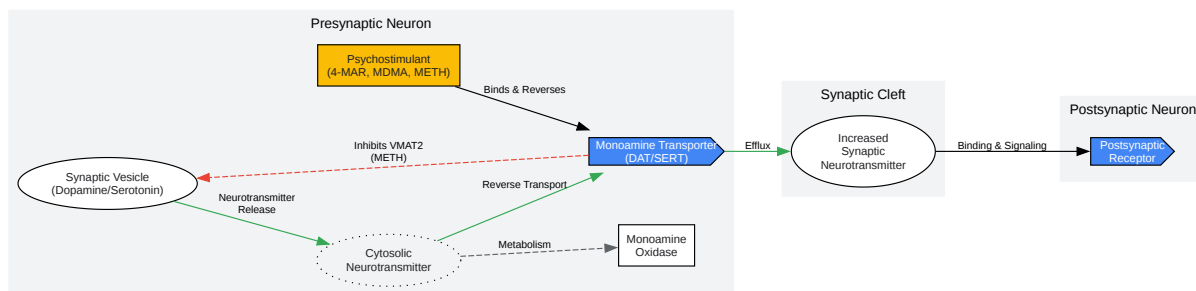 Presynaptic Neuron
Psychostimulant
(4-MAR, MDMA, METH)
Binds & Reverses
Synaptic Cleft
Postsynaptic Neuron
Monoamine Transporter
(DAT/SERT)
Efflux
Increased
Synaptic
Neurotransmitter
Binding & Signaling
Postsynaptic
Receptor
Inhibits VMAT2
(METH)
Synaptic Vesicle
(Dopamine/Serotonin)
Reverse Transport
Neurotransmitter
Release
Cytosolic
Neurotransmitter
Metabolism
Monoamine
Oxidase